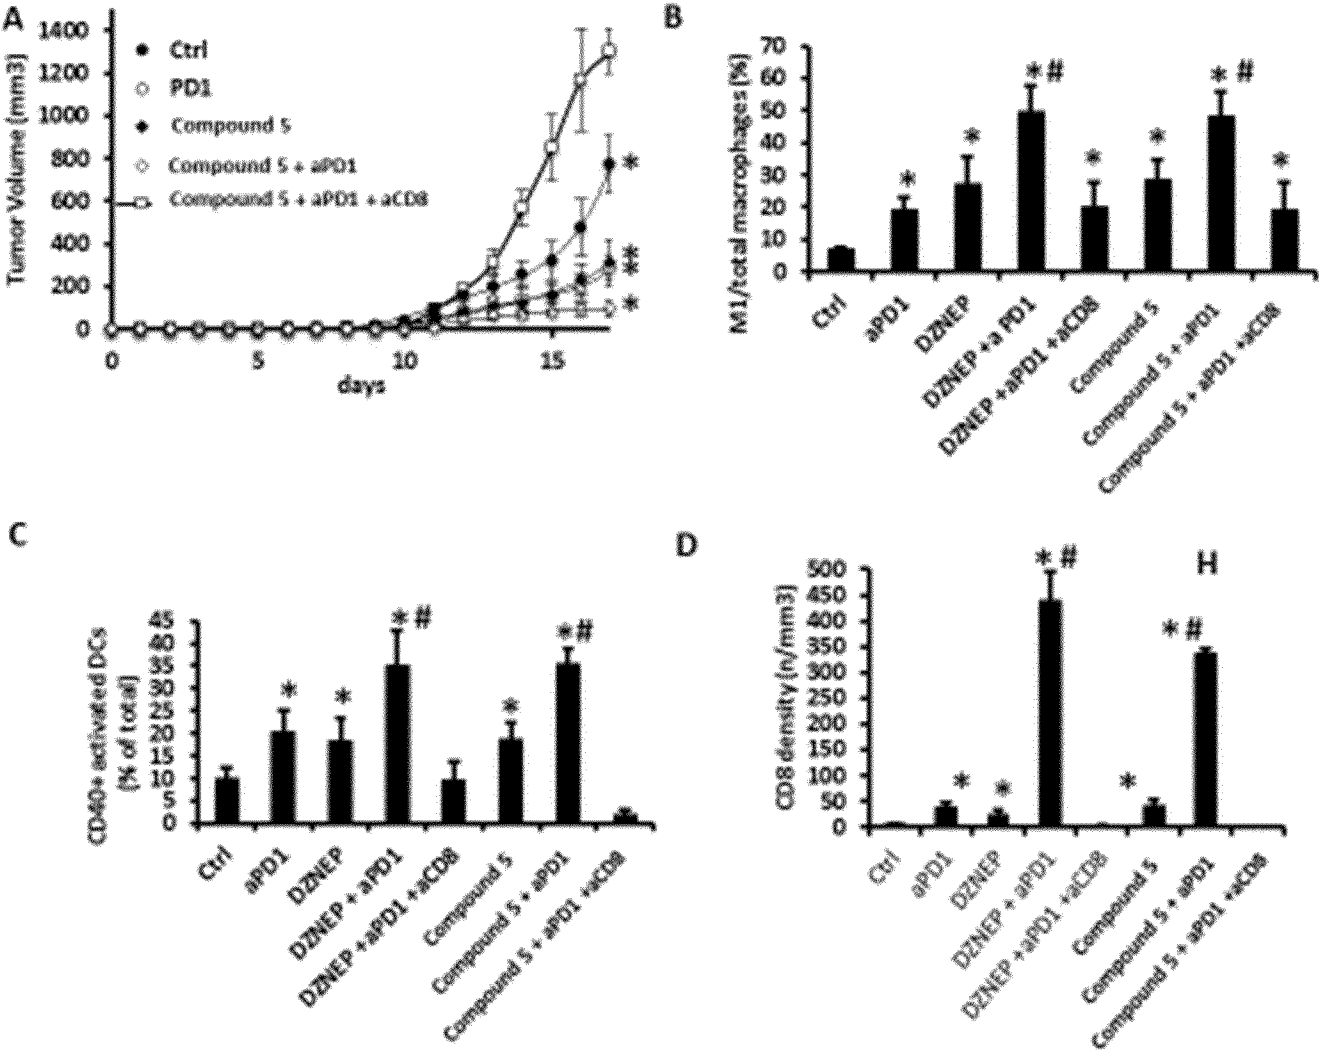 A
Tumor Volume (mm3)
1400
1200
1000
800
600
400
200
0
Ctrl
PD1
Compound 5
Compound 5 + aPD1
Compound 5 + aPD1 + aCD8
*
*
*
*
0
5
10
15
days
B
M1/total macrophages (%)
70
60
50
40
30
20
10
0
*
*
*#
*
*
* #
*
Ctrl
aPD1
DZNEP
DZNEP +a PD1
DZNEP +aPD1 +aCD8
Compound 5
Compound 5 + aPD1
Compound 5 + aPD1 +aCD8
C
CD40+ activated DCs
(% of total)
45
40
35
30
25
20
15
10
5
0
*
*
* #
*
*#
Ctrl
aPD1
DZNEP
DZNEP + aPD1
DZNEP +aPD1 +aCD8
Compound 5
Compound 5 + aPD1
Compound 5 + aPD1 +aCD8
D
CD8 density (n/mm3)
500
450
400
350
300
250
200
150
100
50
0
*
*
* #
*
* #
H
Ctrl
aPD1
DZNEP
DZNEP + aPD1
DZNEP +aPD1 +aCD8
Compound 5
Compound 5 + aPD1
Compound 5 + aPD1 +aCD8